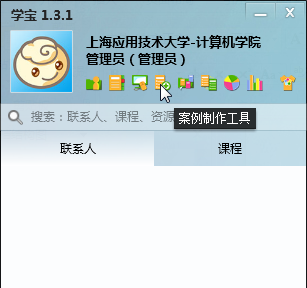 学宝 1.3.1
上海应用技术大学-计算机学院
管理员（管理员）
搜索：联系人、课程、资源
案例制作工具
联系人
课程